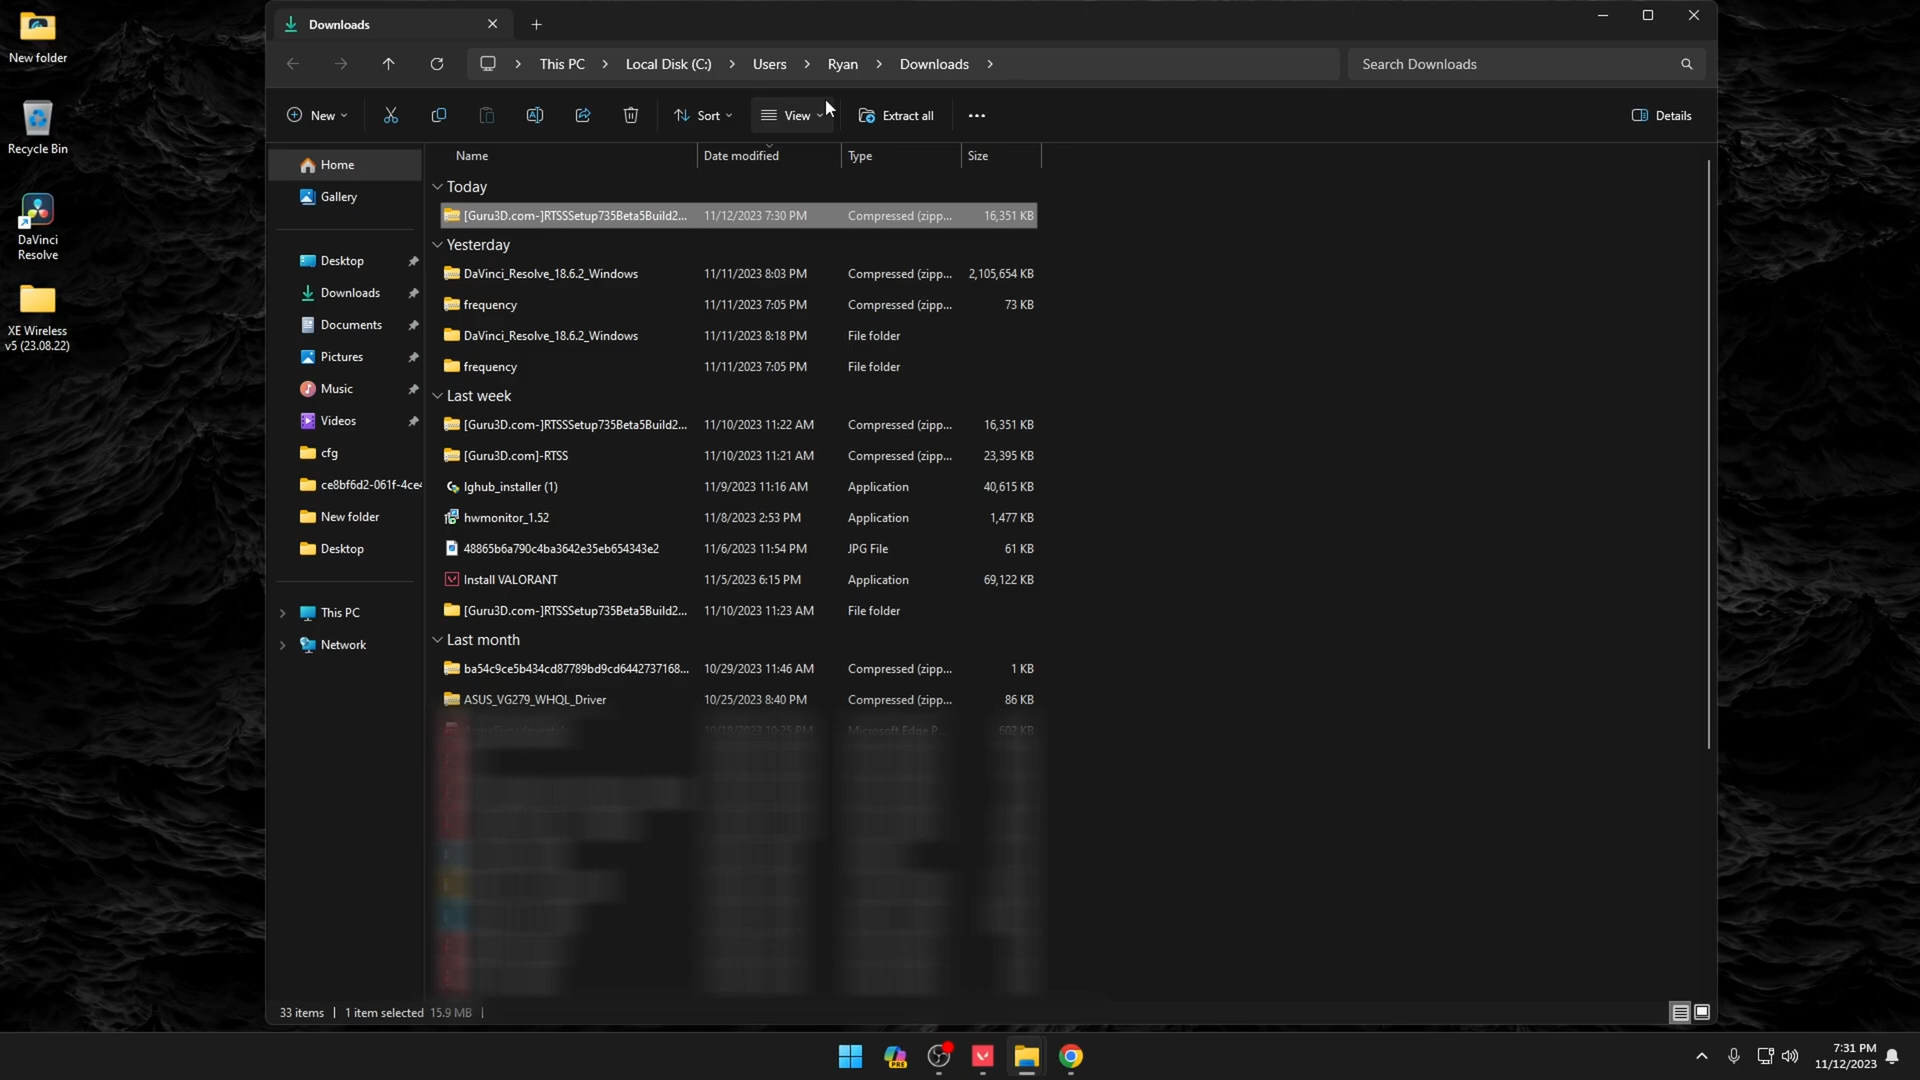 New folder
Recycle Bin
DaVinci
Resolve
XE Wireless
v5 (23.08.22)
Downloads
This PC > Local Disk (C:) > Users > Ryan > Downloads >
Search Downloads
New
Sort
View
Extract all
Details
Home
Gallery
Desktop
Downloads
Documents
Pictures
Music
Videos
cfg
ce8bf6d2-061f-4ce4
New folder
Desktop
This PC
Network
Name Date modified Type Size
Today
[Guru3D.com-]RTSSSetup735Beta5Build2... 11/12/2023 7:30 PM Compressed (zipp... 16,351 KB
Yesterday
DaVinci_Resolve_18.6.2_Windows 11/11/2023 8:03 PM Compressed (zipp... 2,105,654 KB
frequency 11/11/2023 7:05 PM Compressed (zipp... 73 KB
DaVinci_Resolve_18.6.2_Windows 11/11/2023 8:18 PM File folder
frequency 11/11/2023 7:05 PM File folder
Last week
[Guru3D.com-]RTSSSetup735Beta5Build2... 11/10/2023 11:22 AM Compressed (zipp... 16,351 KB
[Guru3D.com]-RTSS 11/10/2023 11:21 AM Compressed (zipp... 23,395 KB
lghub_installer (1) 11/9/2023 11:16 AM Application 40,615 KB
hwmonitor_1.52 11/8/2023 2:53 PM Application 1,477 KB
48865b6a790c4ba3642e35eb654343e2 11/6/2023 11:54 PM JPG File 61 KB
Install VALORANT 11/5/2023 6:15 PM Application 69,122 KB
[Guru3D.com-]RTSSSetup735Beta5Build2... 11/10/2023 11:23 AM File folder
Last month
ba54c9ce5b434cd87789bd9cd6442737168... 10/29/2023 11:46 AM Compressed (zipp... 1 KB
ASUS_VG279_WHQL_Driver 10/25/2023 8:40 PM Compressed (zipp... 86 KB
10/18/2023 10:25 PM Microsoft Edge P... 602 KB
33 items | 1 item selected 15.9 MB |
PRE
7:31 PM
11/12/2023